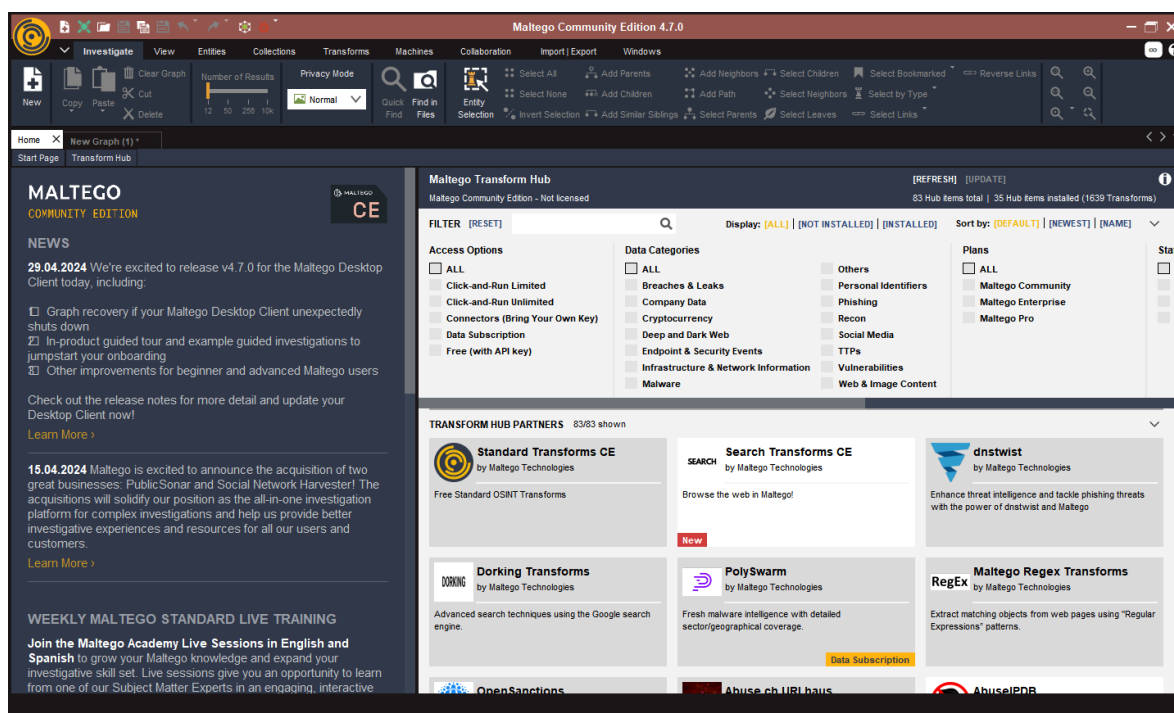 Maltego Community Edition 4.7.0
Investigate View Entities Collections Transforms Machines Collaboration Import | Export Windows
New
Copy
Paste
Clear Graph
Cut
Delete
Number of Results
12 50 256 10k
Privacy Mode
Normal
Quick Find
Find in Files
Entity Selection
Select All
Select None
Invert Selection
Add Parents
Add Children
Add Similar Siblings
Add Neighbors
Add Path
Select Parents
Select Children
Select Neighbors
Select Leaves
Select Bookmarked
Select by Type
Select Links
Reverse Links
Home
New Graph (1) *
Start Page Transform Hub
MALTEGO
COMMUNITY EDITION
MALTEGO
CE
NEWS
29.04.2024 We're excited to release v4.7.0 for the Maltego Desktop
Client today, including:
1 Graph recovery if your Maltego Desktop Client unexpectedly
shuts down
2 In-product guided tour and example guided investigations to
jumpstart your onboarding
3 Other improvements for beginner and advanced Maltego users
Check out the release notes for more detail and update your
Desktop Client now!
Learn More ›
15.04.2024 Maltego is excited to announce the acquisition of two
great businesses: PublicSonar and Social Network Harvester! The
acquisitions will solidify our position as the all-in-one investigation
platform for complex investigations and help us provide better
investigative experiences and resources for all our users and
customers.
Learn More ›
WEEKLY MALTEGO STANDARD LIVE TRAINING
Join the Maltego Academy Live Sessions in English and
Spanish to grow your Maltego knowledge and expand your
investigative skill set. Live sessions give you an opportunity to learn
from one of our Subject Matter Experts in an engaging, interactive
Maltego Transform Hub
[REFRESH] [UPDATE]
Maltego Community Edition - Not licensed
83 Hub items total | 35 Hub items installed (1639 Transforms)
FILTER [RESET]
Display: [ALL] | [NOT INSTALLED] | [INSTALLED]
Sort by: [DEFAULT] | [NEWEST] | [NAME]
Access Options
ALL
Click-and-Run Limited
Click-and-Run Unlimited
Connectors (Bring Your Own Key)
Data Subscription
Free (with API key)
Data Categories
ALL
Breaches & Leaks
Company Data
Cryptocurrency
Deep and Dark Web
Endpoint & Security Events
Infrastructure & Network Information
Malware
Others
Personal Identifiers
Phishing
Recon
Social Media
TTPs
Vulnerabilities
Web & Image Content
Plans
ALL
Maltego Community
Maltego Enterprise
Maltego Pro
Sta
TRANSFORM HUB PARTNERS 83/83 shown
Standard Transforms CE
by Maltego Technologies
Free Standard OSINT Transforms
SEARCH
Search Transforms CE
by Maltego Technologies
Browse the web in Maltego!
New
dnstwist
by Maltego Technologies
Enhance threat intelligence and tackle phishing threats
with the power of dnstwist and Maltego
DORKING
Dorking Transforms
by Maltego Technologies
Advanced search techniques using the Google search
engine.
PolySwarm
by Maltego Technologies
Fresh malware intelligence with detailed
sector/geographical coverage.
Data Subscription
RegEx
Maltego Regex Transforms
by Maltego Technologies
Extract matching objects from web pages using "Regular
Expressions" patterns.
OpenSanctions
Abuse.ch URLhaus
AbuseIPDB